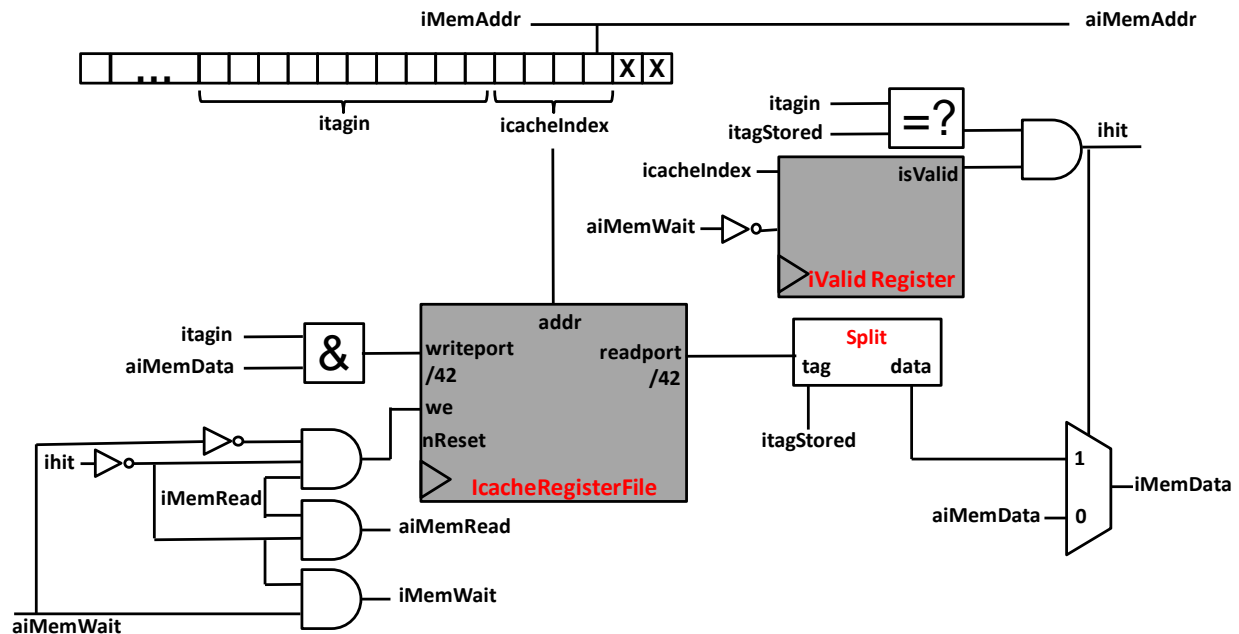 iMemAddr
aiMemAddr
...
X X
itagin
icacheIndex
itagin
itagStored
=?
ihit
icacheIndex
isValid
aiMemWait
iValid Register
addr
itagin
aiMemData
&
writeport
/42
readport
/42
Split
tag data
we
nReset
itagStored
ihit
iMemRead
IcacheRegisterFile
1
iMemData
aiMemData
0
aiMemRead
iMemWait
aiMemWait